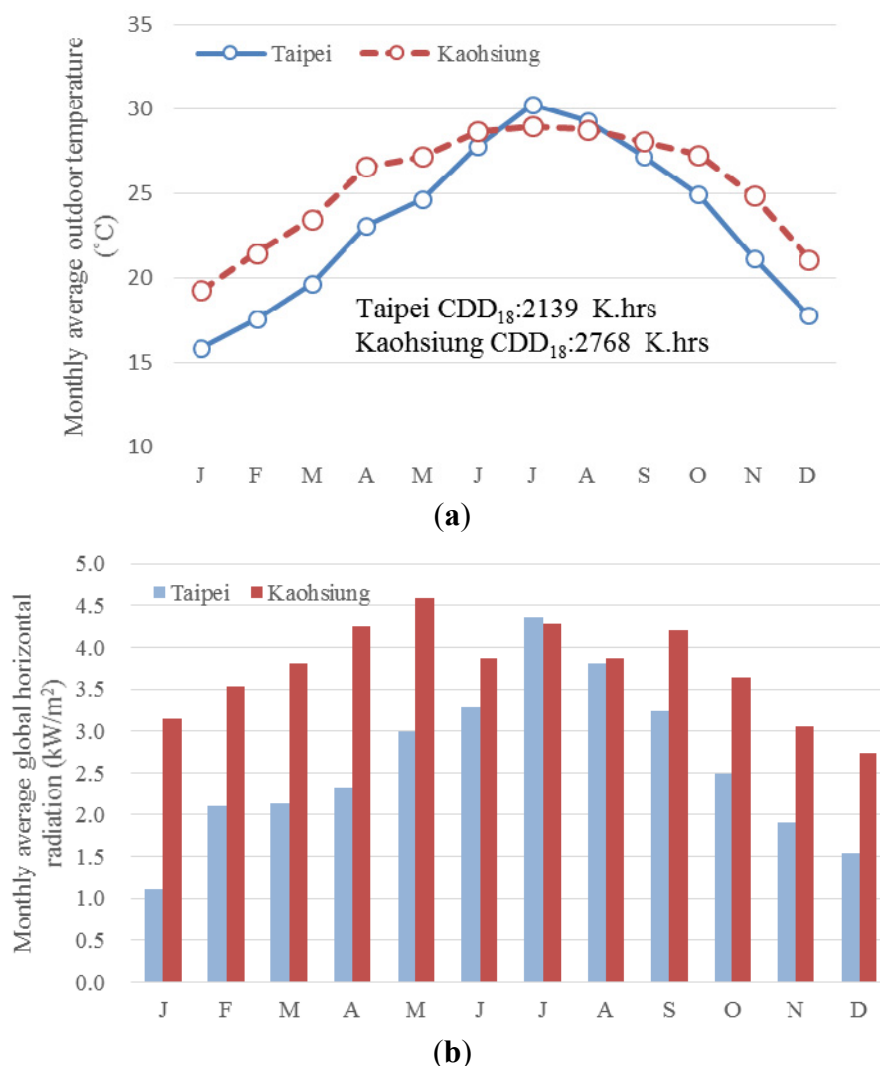 Monthly average outdoor temperature
(˚C)
35
30
25
20
15
10
Taipei
Kaohsiung
Taipei CDD₁₈:2139 K.hrs
Kaohsiung CDD₁₈:2768 K.hrs
J F M A M J J A S O N D
(a)
Monthly average global horizontal
radiation (kW/m²)
5.0
4.5
4.0
3.5
3.0
2.5
2.0
1.5
1.0
0.5
0.0
Taipei
Kaohsiung
J F M A M J J A S O N D
(b)